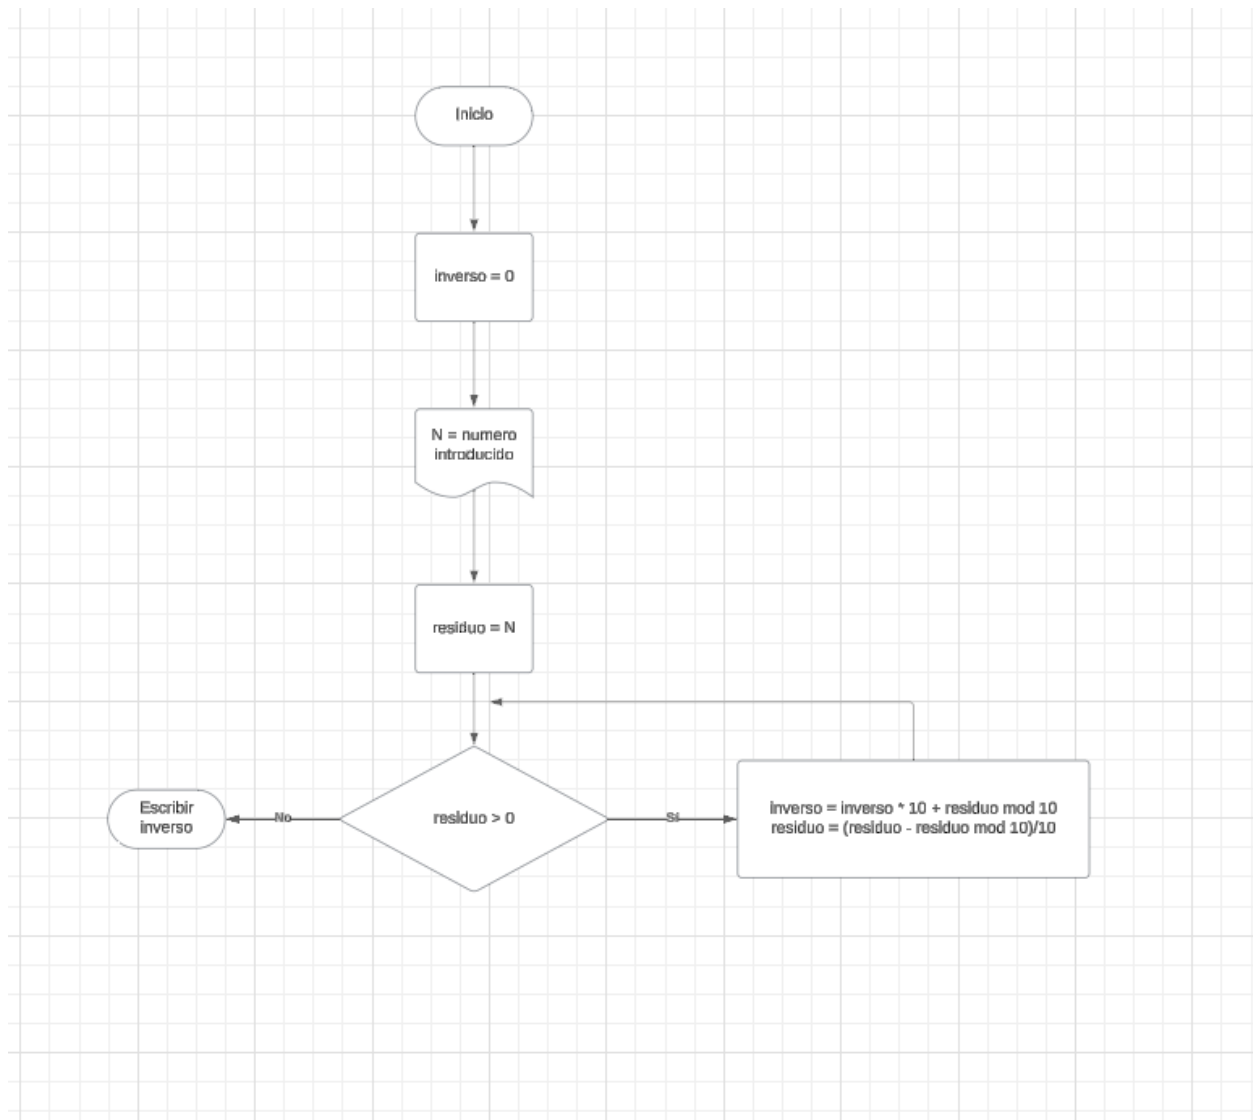 Inicio
inverso = 0
N = numero
introducido
residuo = N
residuo > 0
No
Escribir
inverso
Sí
inverso = inverso * 10 + residuo mod 10
residuo = (residuo - residuo mod 10)/10